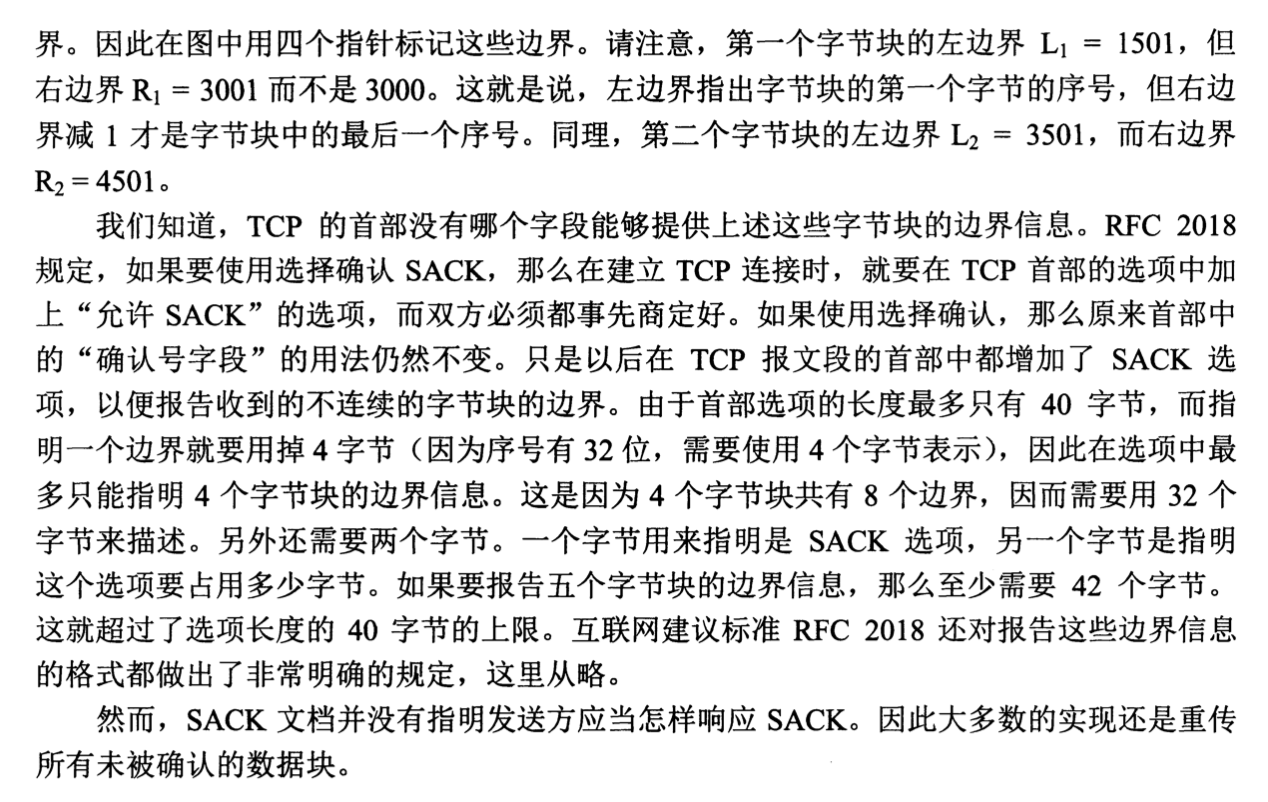 界。因此在图中用四个指针标记这些边界。请注意，第一个字节块的左边界 L₁ = 1501，但
右边界 R₁ = 3001 而不是 3000。这就是说，左边界指出字节块的第一个字节的序号，但右边
界减 1 才是字节块中的最后一个序号。同理，第二个字节块的左边界 L₂ = 3501，而右边界
R₂ = 4501。
我们知道，TCP 的首部没有哪个字段能够提供上述这些字节块的边界信息。RFC 2018
规定，如果要使用选择确认 SACK，那么在建立 TCP 连接时，就要在 TCP 首部的选项中加
上“允许 SACK”的选项，而双方必须都事先商定好。如果使用选择确认，那么原来首部中
的“确认号字段”的用法仍然不变。只是以后在 TCP 报文段的首部中都增加了 SACK 选
项，以便报告收到的不连续的字节块的边界。由于首部选项的长度最多只有 40 字节，而指
明一个边界就要用掉 4 字节（因为序号有 32 位，需要使用 4 个字节表示），因此在选项中最
多只能指明 4 个字节块的边界信息。这是因为 4 个字节块共有 8 个边界，因而需要用 32 个
字节来描述。另外还需要两个字节。一个字节用来指明是 SACK 选项，另一个字节是指明
这个选项要占用多少字节。如果要报告五个字节块的边界信息，那么至少需要 42 个字节。
这就超过了选项长度的 40 字节的上限。互联网建议标准 RFC 2018 还对报告这些边界信息
的格式都做出了非常明确的规定，这里从略。
然而，SACK 文档并没有指明发送方应当怎样响应 SACK。因此大多数的实现还是重传
所有未被确认的数据块。